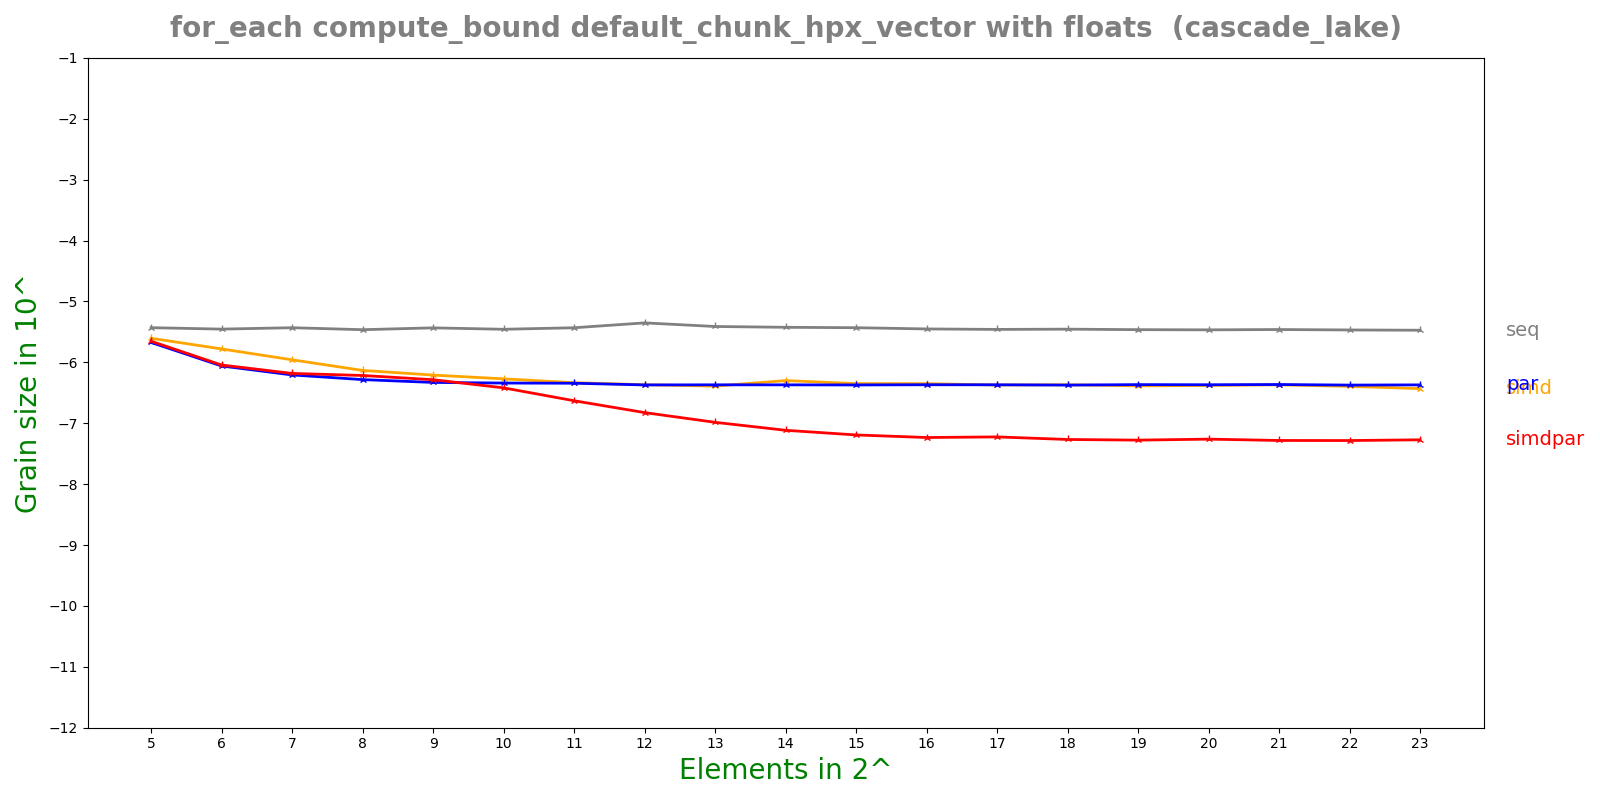 for_each compute_bound default_chunk_hpx_vector with floats  (cascade_lake)
Grain size in 10^
−1
−2
−3
−4
−5
−6
−7
−8
−9
−10
−11
−12
seq
par
simd
simdpar
5 6 7 8 9 10 11 12 13 14 15 16 17 18 19 20 21 22 23
Elements in 2^